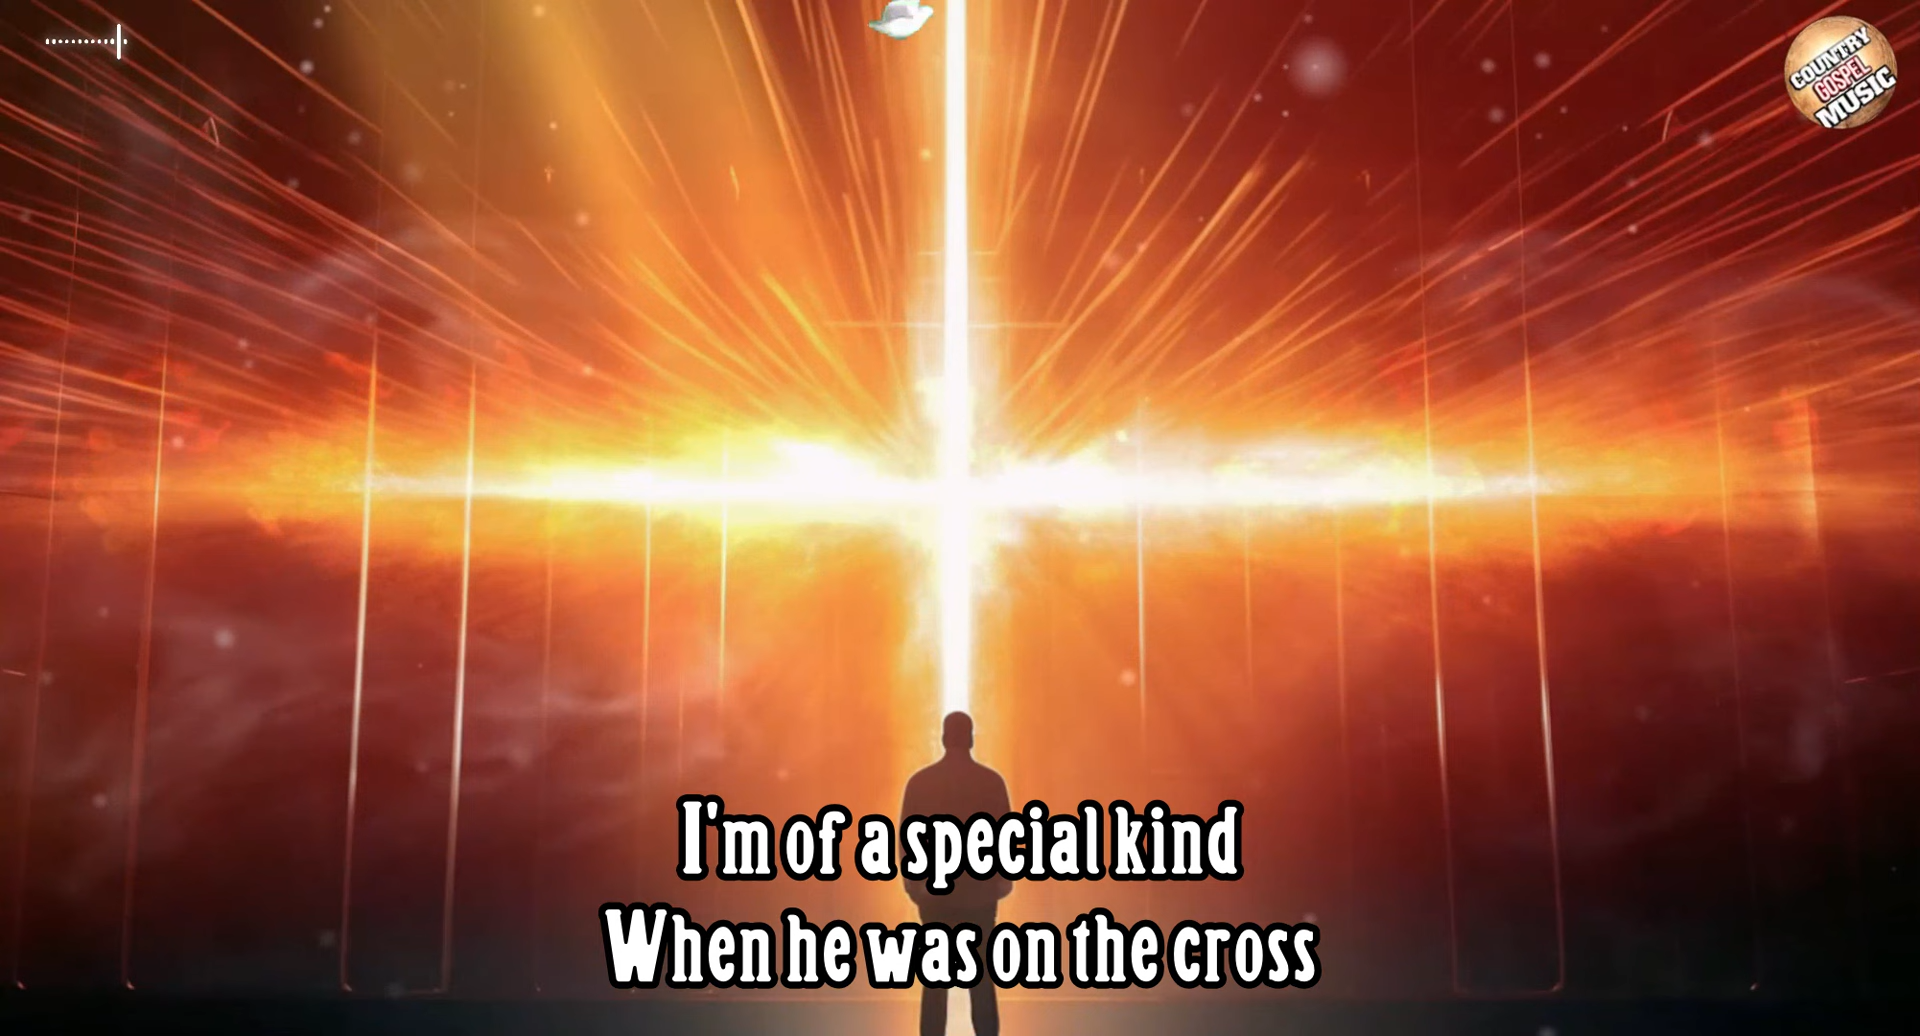 COUNTRY
GOSPEL
MUSIC
I'm of a special kind
When he was on the cross